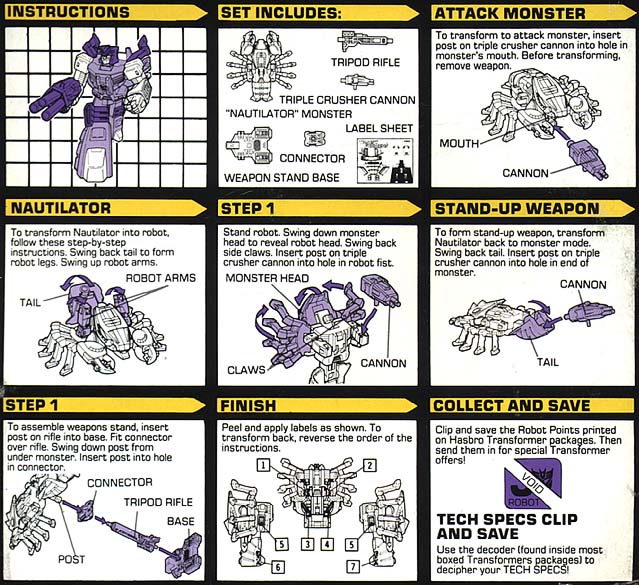 INSTRUCTIONS
SET INCLUDES:
TRIPOD RIFLE
TRIPLE CRUSHER CANNON
"NAUTILATOR" MONSTER
LABEL SHEET
CONNECTOR
WEAPON STAND BASE
ATTACK MONSTER
To transform to attack monster, insert
post on triple crusher cannon into hole in
monster's mouth. Before transforming,
remove weapon.
MOUTH
CANNON
NAUTILATOR
To transform Nautilator into robot,
follow these step-by-step
instructions. Swing back tail to form
robot legs. Swing up robot arms.
ROBOT ARMS
TAIL
STEP 1
Stand robot. Swing down monster
head to reveal robot head. Swing back
side claws. Insert post on triple
crusher cannon into hole in robot fist.
MONSTER HEAD
CLAWS
CANNON
STAND-UP WEAPON
To form stand-up weapon, transform
Nautilator back to monster mode.
Swing back tail. Insert post on triple
crusher cannon into hole in end of
monster.
CANNON
TAIL
STEP 1
To assemble weapons stand, insert
post on rifle into base. Fit connector
over rifle. Swing down post from
under monster. Insert post into hole
in connector.
CONNECTOR
TRIPOD RIFLE
BASE
POST
FINISH
Peel and apply labels as shown. To
transform back, reverse the order of the
instructions.
1
2
5
3
4
5
6
7
COLLECT AND SAVE
Clip and save the Robot Points printed
on Hasbro Transformer packages. Then
send them in for special Transformer
offers!
VOID
ROBOT
TECH SPECS CLIP
AND SAVE
Use the decoder (found inside most
boxed Transformers packages) to
decipher your TECH SPECS!